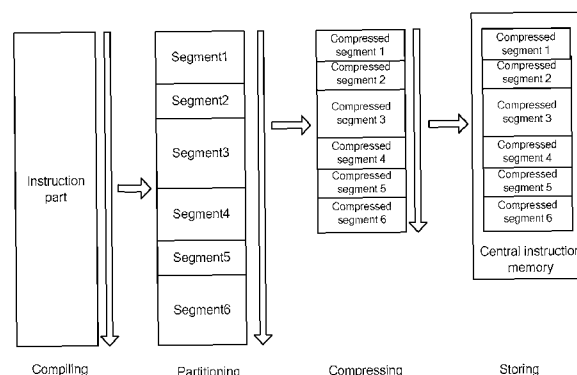 Instruction
part
Segment1
Segment2
Segment3
Segment4
Segment5
Segment6
Compressed
segment 1
Compressed
segment 2
Compressed
segment 3
Compressed
segment 4
Compressed
segment 5
Compressed
segment 6
Compressed
segment 1
Compressed
segment 2
Compressed
segment 3
Compressed
segment 4
Compressed
segment 5
Compressed
segment 6
Central instruction
memory
Compiling
Partitioning
Compressing
Storing